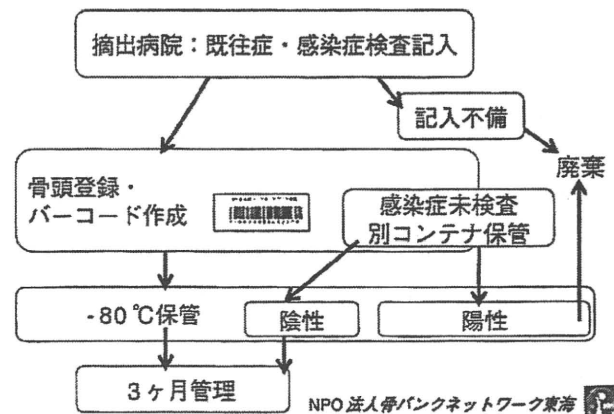 摘出病院：既往症・感染症検査記入
記入不備
廃棄
骨頭登録・
バーコード作成
感染症未検査
別コンテナ保管
-80℃保管
陰性
陽性
3ヶ月管理
NPO法人骨バンクネットワーク東海